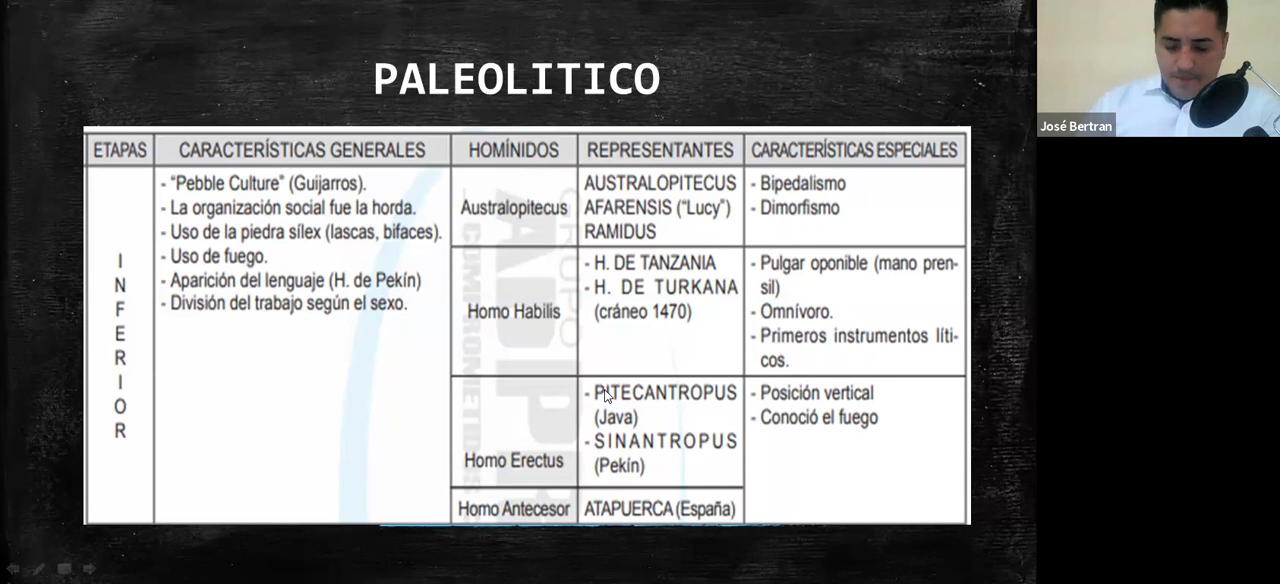 PALEOLITICO
José Bertran
ETAPAS
CARACTERÍSTICAS GENERALES
HOMÍNIDOS
REPRESENTANTES
CARACTERÍSTICAS ESPECIALES
INFERIOR
- “Pebble Culture” (Guijarros).
- La organización social fue la horda.
- Uso de la piedra sílex (lascas, bifaces).
- Uso de fuego.
- Aparición del lenguaje (H. de Pekín)
- División del trabajo según el sexo.
Australopitecus
AUSTRALOPITECUS
AFARENSIS (“Lucy”)
RAMIDUS
- Bipedalismo
- Dimorfismo
Homo Habilis
- H. DE TANZANIA
- H. DE TURKANA
(cráneo 1470)
- Pulgar oponible (mano pren-
sil)
- Omnívoro.
- Primeros instrumentos líti-
cos.
Homo Erectus
- PITECANTROPUS
(Java)
- SINANTROPUS
(Pekín)
- Posición vertical
- Conoció el fuego
Homo Antecesor
ATAPUERCA (España)
GRUPO